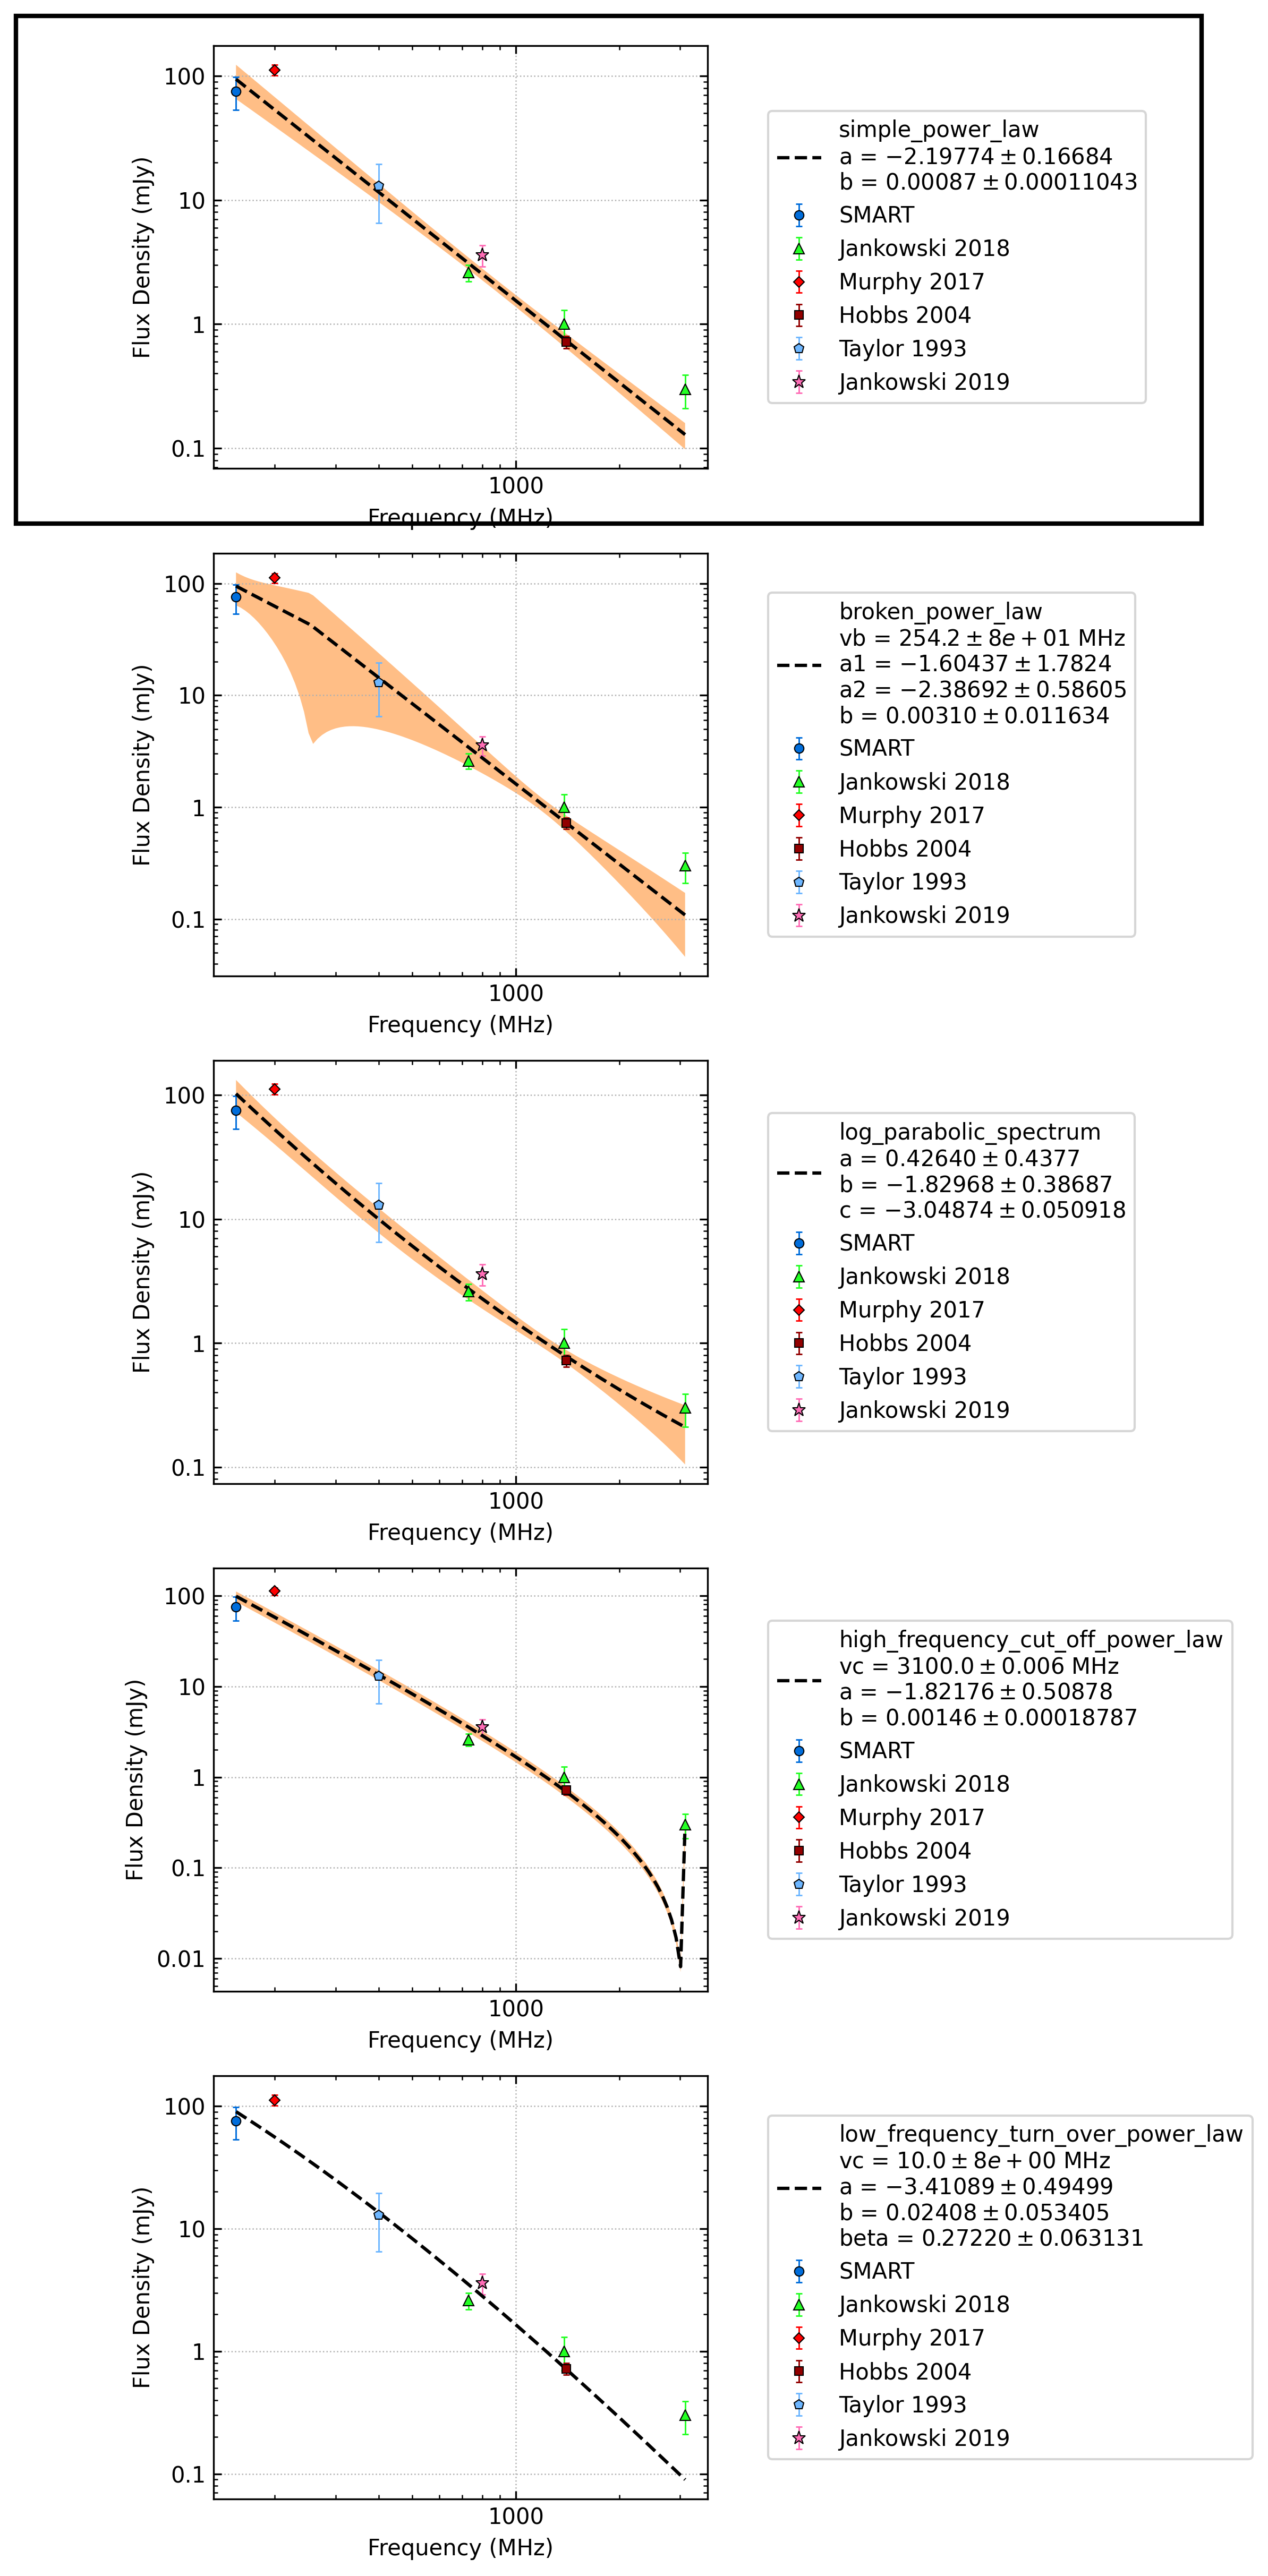 100
10
1
0.1
Flux Density (mJy)
1000
Frequency (MHz)
simple_power_law
a = −2.19774 ± 0.16684
b = 0.00087 ± 0.00011043
SMART
Jankowski 2018
Murphy 2017
Hobbs 2004
Taylor 1993
Jankowski 2019
100
10
1
0.1
Flux Density (mJy)
1000
Frequency (MHz)
broken_power_law
vb = 254.2 ± 8e + 01 MHz
a1 = −1.60437 ± 1.7824
a2 = −2.38692 ± 0.58605
b = 0.00310 ± 0.011634
SMART
Jankowski 2018
Murphy 2017
Hobbs 2004
Taylor 1993
Jankowski 2019
100
10
1
0.1
Flux Density (mJy)
1000
Frequency (MHz)
log_parabolic_spectrum
a = 0.42640 ± 0.4377
b = −1.82968 ± 0.38687
c = −3.04874 ± 0.050918
SMART
Jankowski 2018
Murphy 2017
Hobbs 2004
Taylor 1993
Jankowski 2019
100
10
1
0.1
0.01
Flux Density (mJy)
1000
Frequency (MHz)
high_frequency_cut_off_power_law
vc = 3100.0 ± 0.006 MHz
a = −1.82176 ± 0.50878
b = 0.00146 ± 0.00018787
SMART
Jankowski 2018
Murphy 2017
Hobbs 2004
Taylor 1993
Jankowski 2019
100
10
1
0.1
Flux Density (mJy)
1000
Frequency (MHz)
low_frequency_turn_over_power_law
vc = 10.0 ± 8e + 00 MHz
a = −3.41089 ± 0.49499
b = 0.02408 ± 0.053405
beta = 0.27220 ± 0.063131
SMART
Jankowski 2018
Murphy 2017
Hobbs 2004
Taylor 1993
Jankowski 2019